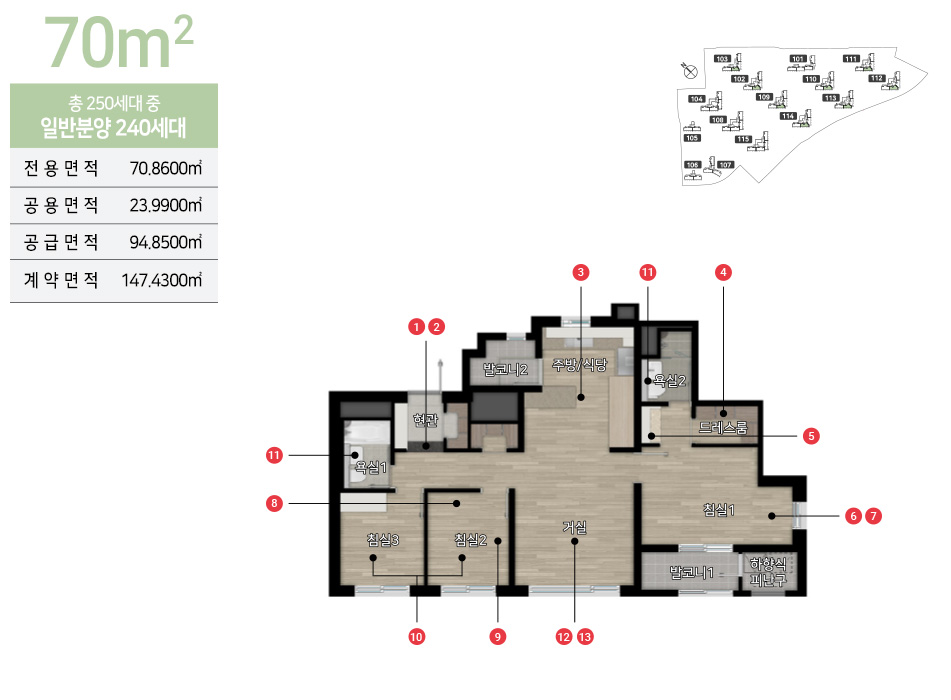 70m²
총 250세대 중
일반분양 240세대
전용면적 70.8600㎡
공용면적 23.9900㎡
공급면적 94.8500㎡
계약면적 147.4300㎡
103 101 111
102 110 112
104 109 113
108 114
105 115
106 107
3 11 4
1 2
발코니2 주방/식당 욕실2
현관 드레스룸 5
11 욕실1
8 침실1 6 7
침실3 침실2 거실
발코니1 하향식
피난구
10 9 12 13